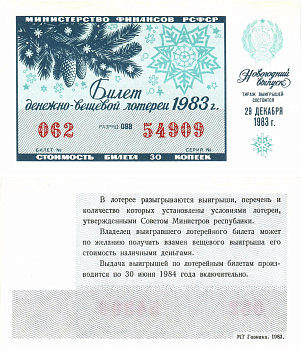 МИНИСТЕРСТВО ФИНАНСОВ РСФСР
Билет
денежно-вещевой лотереи 1983 г.
062 РАЗРЯД 09В 54909
БИЛЕТ № СЕРИЯ №
СТОИМОСТЬ БИЛЕТА 30 КОПЕЕК
Новогодний
выпуск
ТИРАЖ ВЫИГРЫШЕЙ
СОСТОИТСЯ
29 ДЕКАБРЯ
1983 г.
В лотерее разыгрываются выигрыши, перечень и
количество которых установлены условиями лотереи,
утвержденными Советом Министров республики.
Владелец выигравшего лотерейного билета может
по желанию получить взамен вещевого выигрыша его
стоимость наличными деньгами.
Выдача выигрышей по лотерейным билетам произ-
водится по 30 июня 1984 года включительно.
МТ Гознака. 1983.